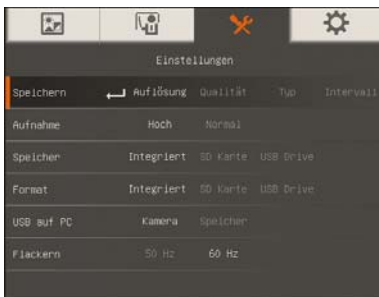 Einstellungen
Speichern Auflösung Qualität Typ Intervall
Aufnahme Hoch Normal
Speicher Integriert SD Karte USB Drive
Format Integriert SD Karte USB Drive
USB auf PC Kamera Speicher
Flackern 50 Hz 60 Hz